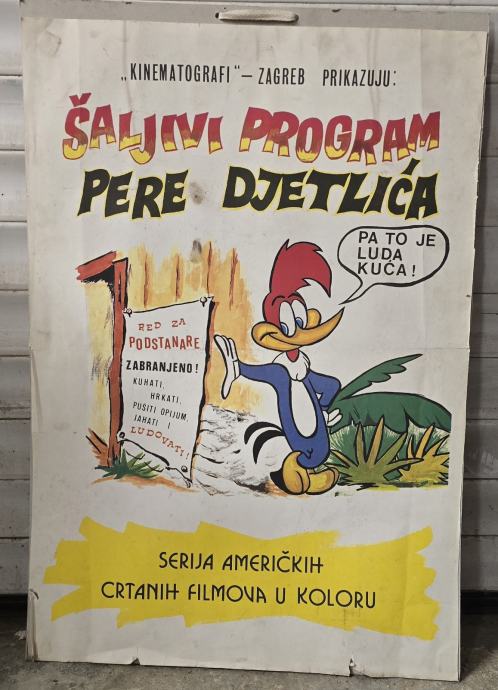 „KINEMATOGRAFI“ – ZAGREB PRIKAZUJU:
ŠALJIVI PROGRAM
PERE DJETLIĆA
PA TO JE
LUDA
KUĆA!
RED ZA
PODSTANARE
ZABRANJENO!
KUHATI,
HRKATI,
PUŠITI OPIJUM,
JAHATI I
LUDOVATI!
SERIJA AMERIČKIH
CRTANIH FILMOVA U KOLORU